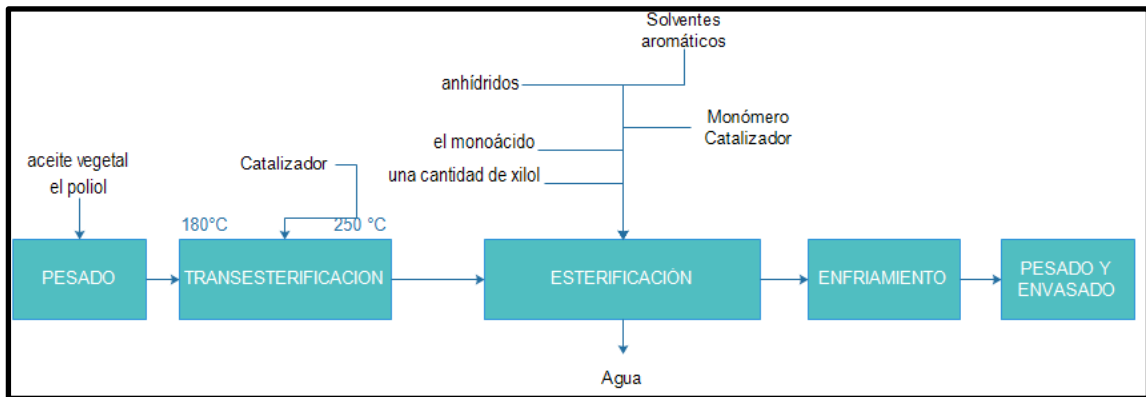 Solventes
aromáticos
anhídridos
Monómero
Catalizador
el monoácido
una cantidad de xilol
aceite vegetal
el poliol
Catalizador
180°C
250 °C
PESADO
TRANSESTERIFICACION
ESTERIFICACIÓN
ENFRIAMIENTO
PESADO Y
ENVASADO
Agua